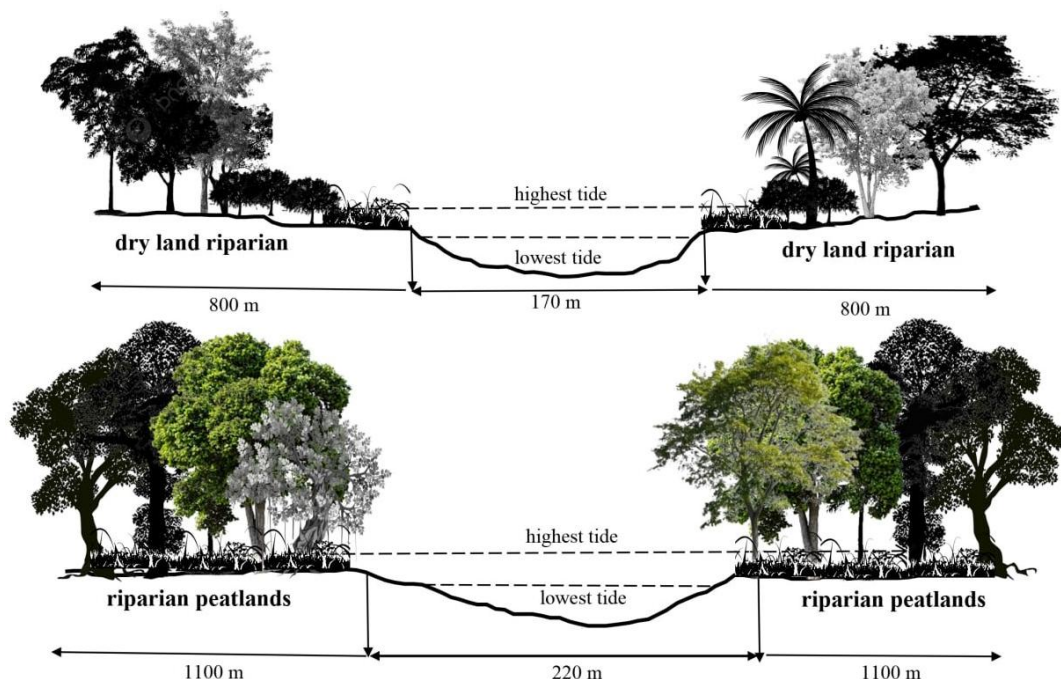 highest tide
dry land riparian
lowest tide
dry land riparian
800 m
170 m
800 m
highest tide
riparian peatlands
lowest tide
riparian peatlands
1100 m
220 m
1100 m